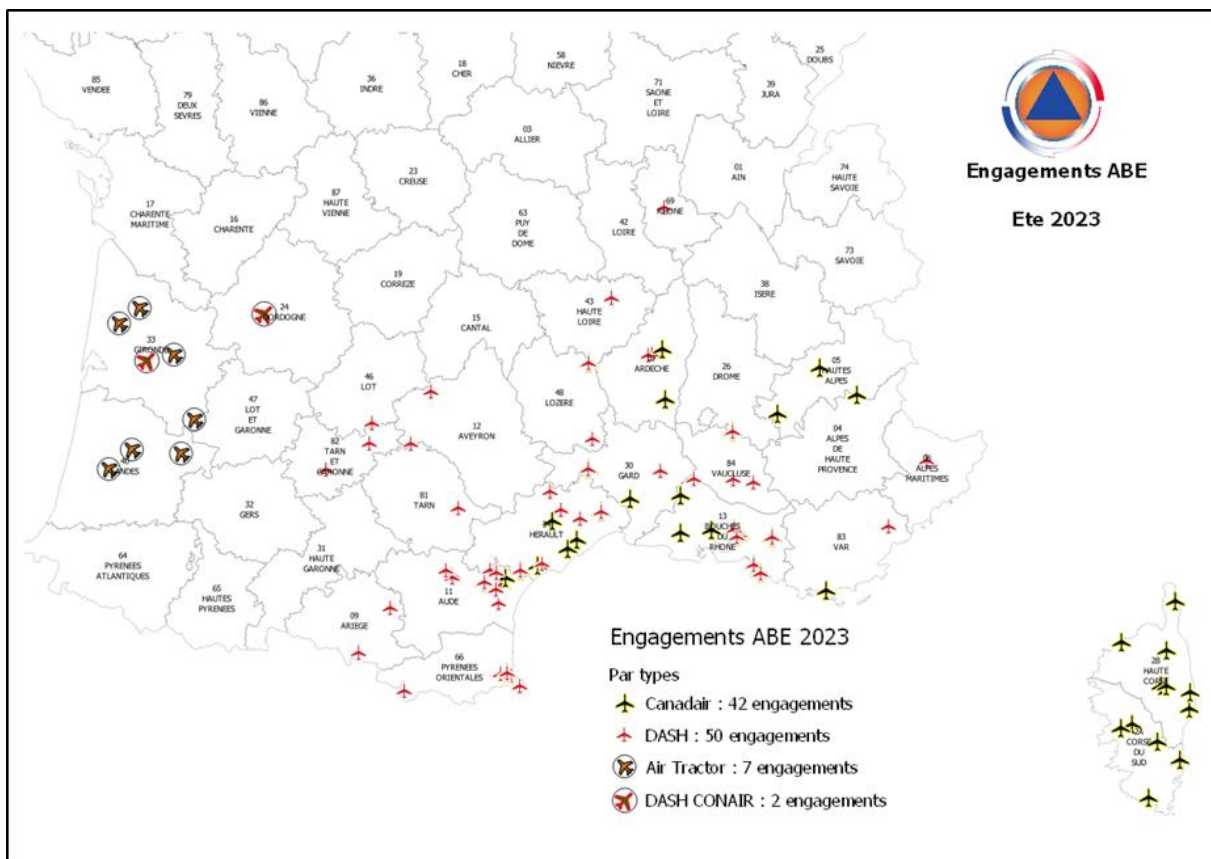 25
DOUBS
58
NIEVRE
18
CHER
36
INDRE
71
SAONE
ET
LOIRE
39
JURA
85
VENDEE
79
DEUX
SEVRES
86
VIENNE
03
ALLIER
Engagements ABE
Ete 2023
01
AIN
74
HAUTE
SAVOIE
23
CREUSE
87
HAUTE
VIENNE
69
RHONE
17
CHARENTE
MARITIME
16
CHARENTE
63
PUY
DE
DOME
42
LOIRE
73
SAVOIE
19
CORREZE
38
ISERE
24
DORDOGNE
43
HAUTE
LOIRE
15
CANTAL
33
GIRONDE
ARDECHE
26
DROME
05
HAUTES
ALPES
46
LOT
48
LOZERE
47
LOT
ET
GARONNE
12
AVEYRON
04
ALPES
DE
HAUTE
PROVENCE
82
TARN
ET
GARONNE
40
LANDES
30
GARD
84
VAUCLUSE
06
ALPES
MARITIMES
81
TARN
32
GERS
13
BOUCHES
DU
RHONE
HERAULT
83
VAR
64
PYRENEES
ATLANTIQUES
31
HAUTE
GARONNE
65
HAUTES
PYRENEES
11
AUDE
09
ARIEGE
66
PYRENEES
ORIENTALES
2B
HAUTE
CORSE
2A
CORSE
DU
SUD
Engagements ABE 2023
Par types
Canadair : 42 engagements
DASH : 50 engagements
Air Tractor : 7 engagements
DASH CONAIR : 2 engagements